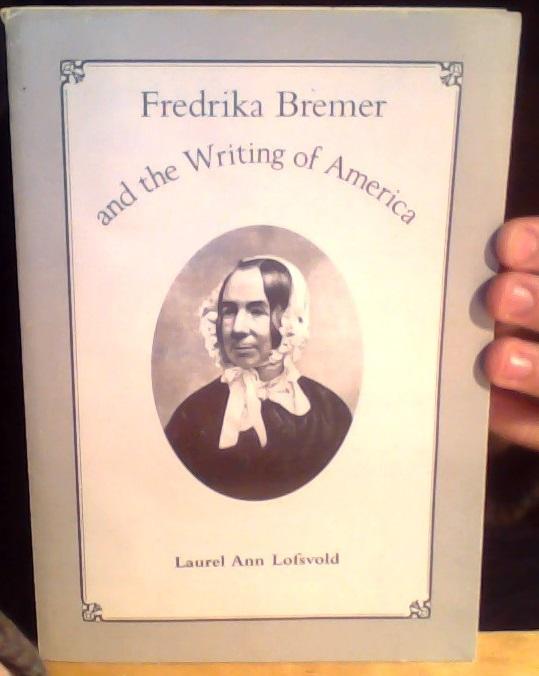 Fredrika Bremer
and the Writing of America
Laurel Ann Lofsvold